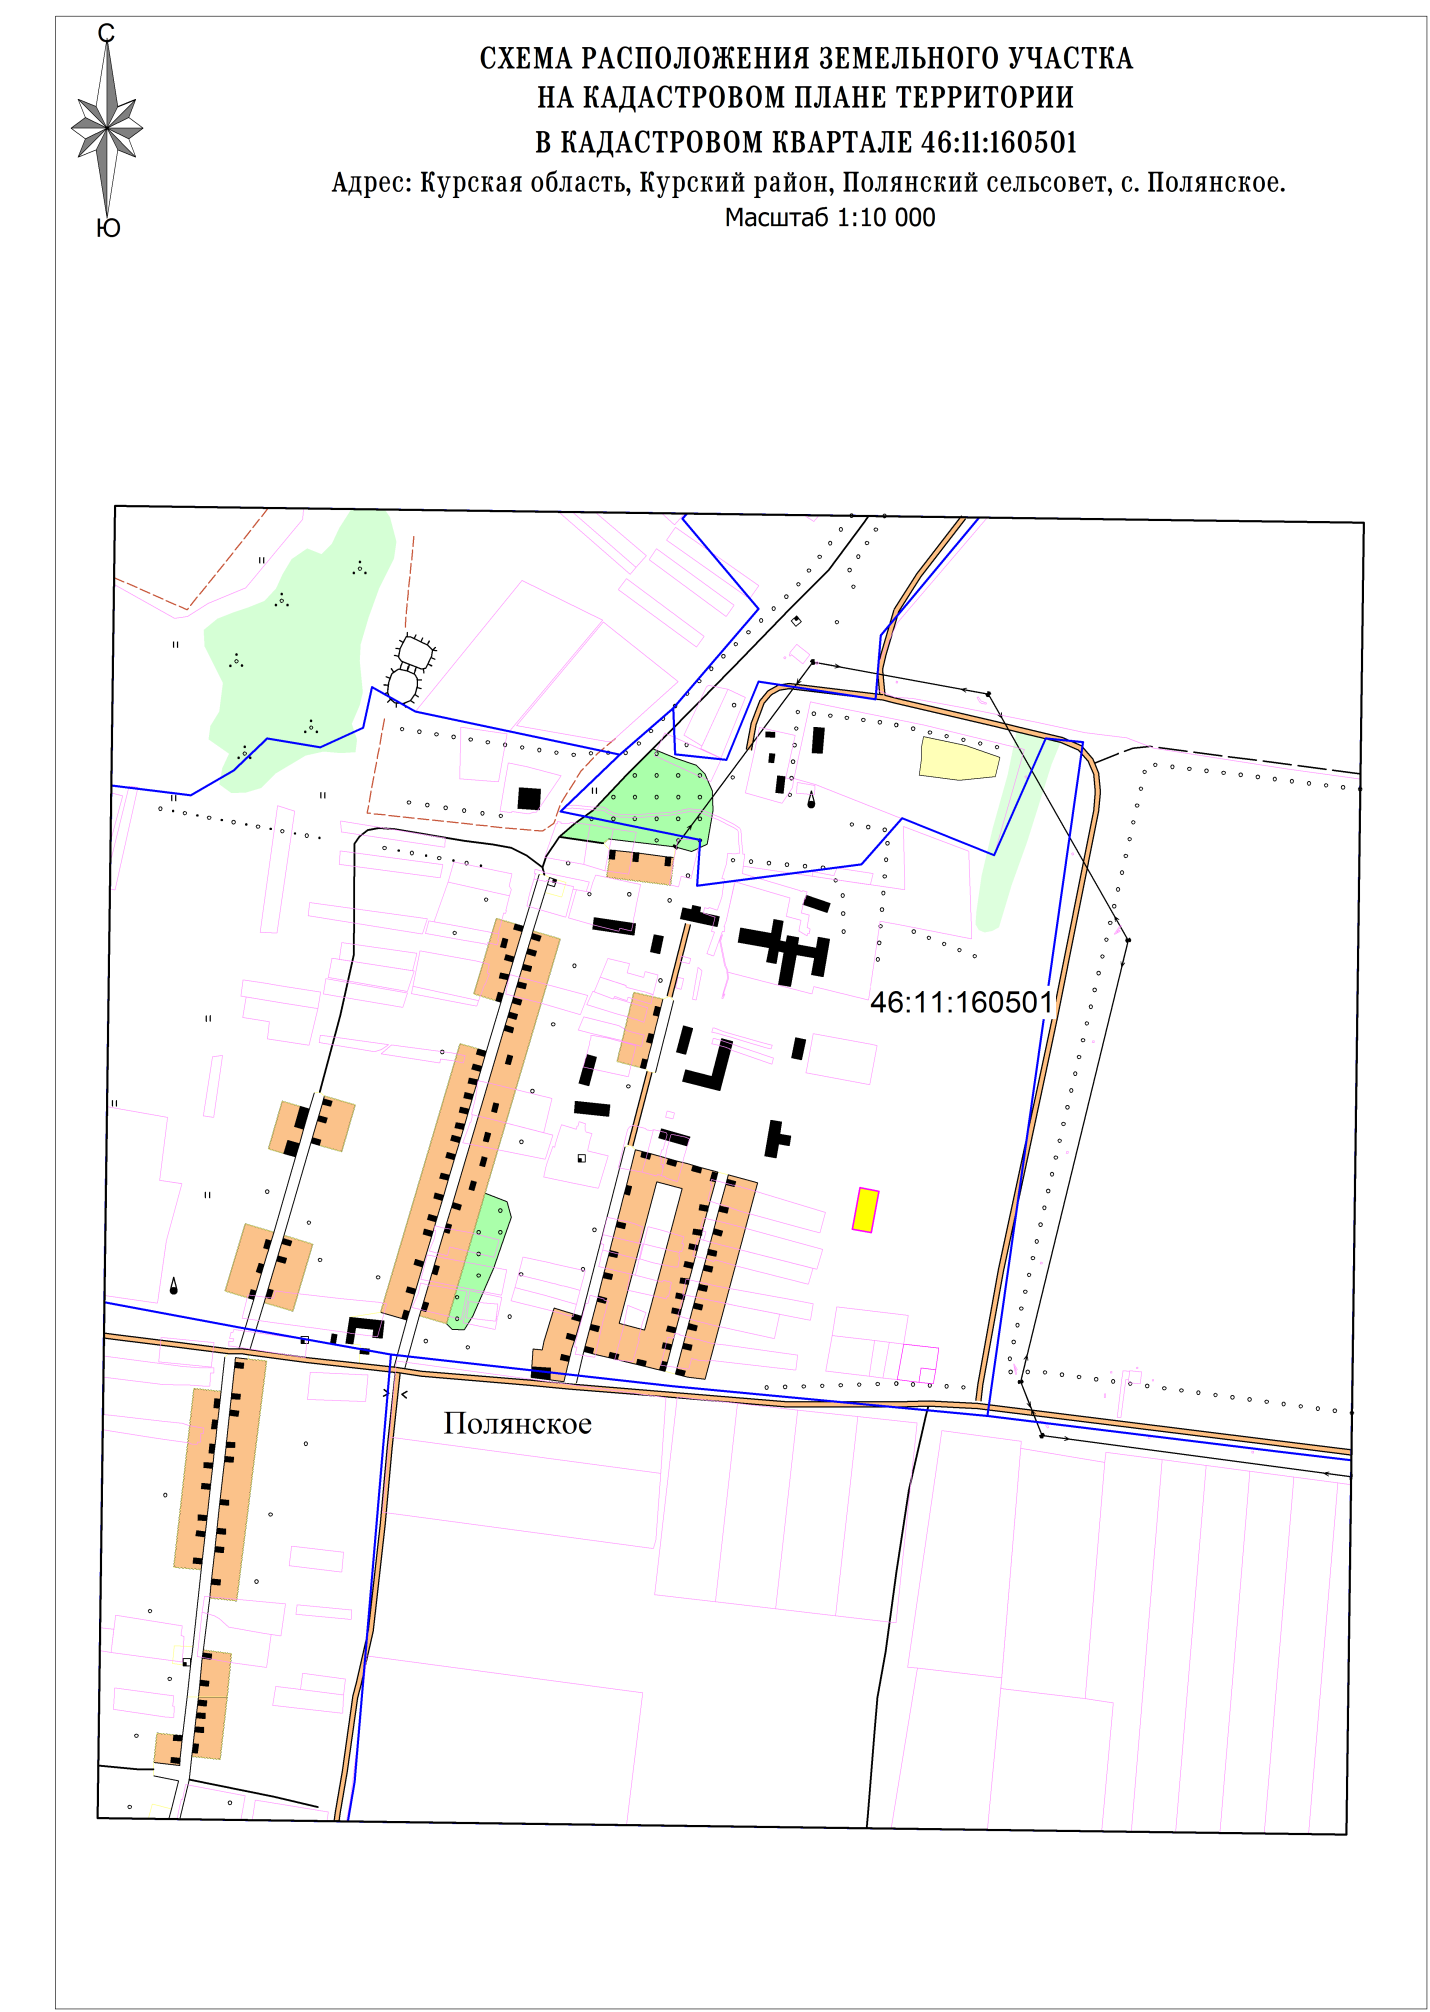 С
СХЕМА РАСПОЛОЖЕНИЯ ЗЕМЕЛЬНОГО УЧАСТКА
НА КАДАСТРОВОМ ПЛАНЕ ТЕРРИТОРИИ
В КАДАСТРОВОМ КВАРТАЛЕ 46:11:160501
Адрес: Курская область, Курский район, Полянский сельсовет, с. Полянское.
Масштаб 1:10 000
Ю
46:11:160501
Полянское